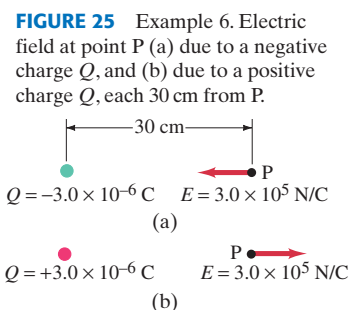 FIGURE 25 Example 6. Electric
field at point P (a) due to a negative
charge Q, and (b) due to a positive
charge Q, each 30 cm from P.
30 cm
P
Q = −3.0 × 10⁻⁶ C E = 3.0 × 10⁵ N/C
(a)
P
Q = +3.0 × 10⁻⁶ C E = 3.0 × 10⁵ N/C
(b)